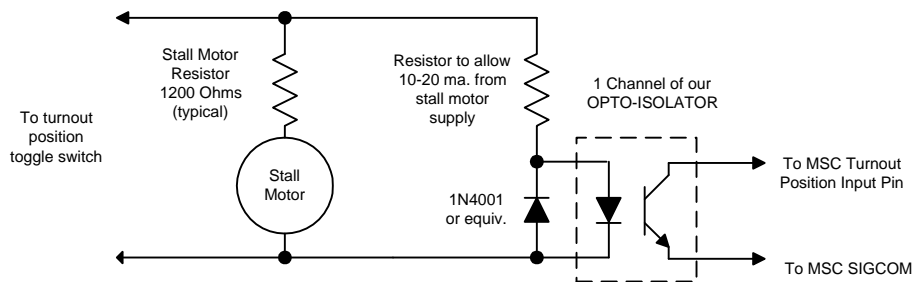 Stall Motor
Resistor
1200 Ohms
(typical)
Resistor to allow
10-20 ma. from
stall motor
supply
1 Channel of our
OPTO-ISOLATOR
To turnout
position
toggle switch
Stall
Motor
1N4001
or equiv.
To MSC Turnout
Position Input Pin
To MSC SIGCOM